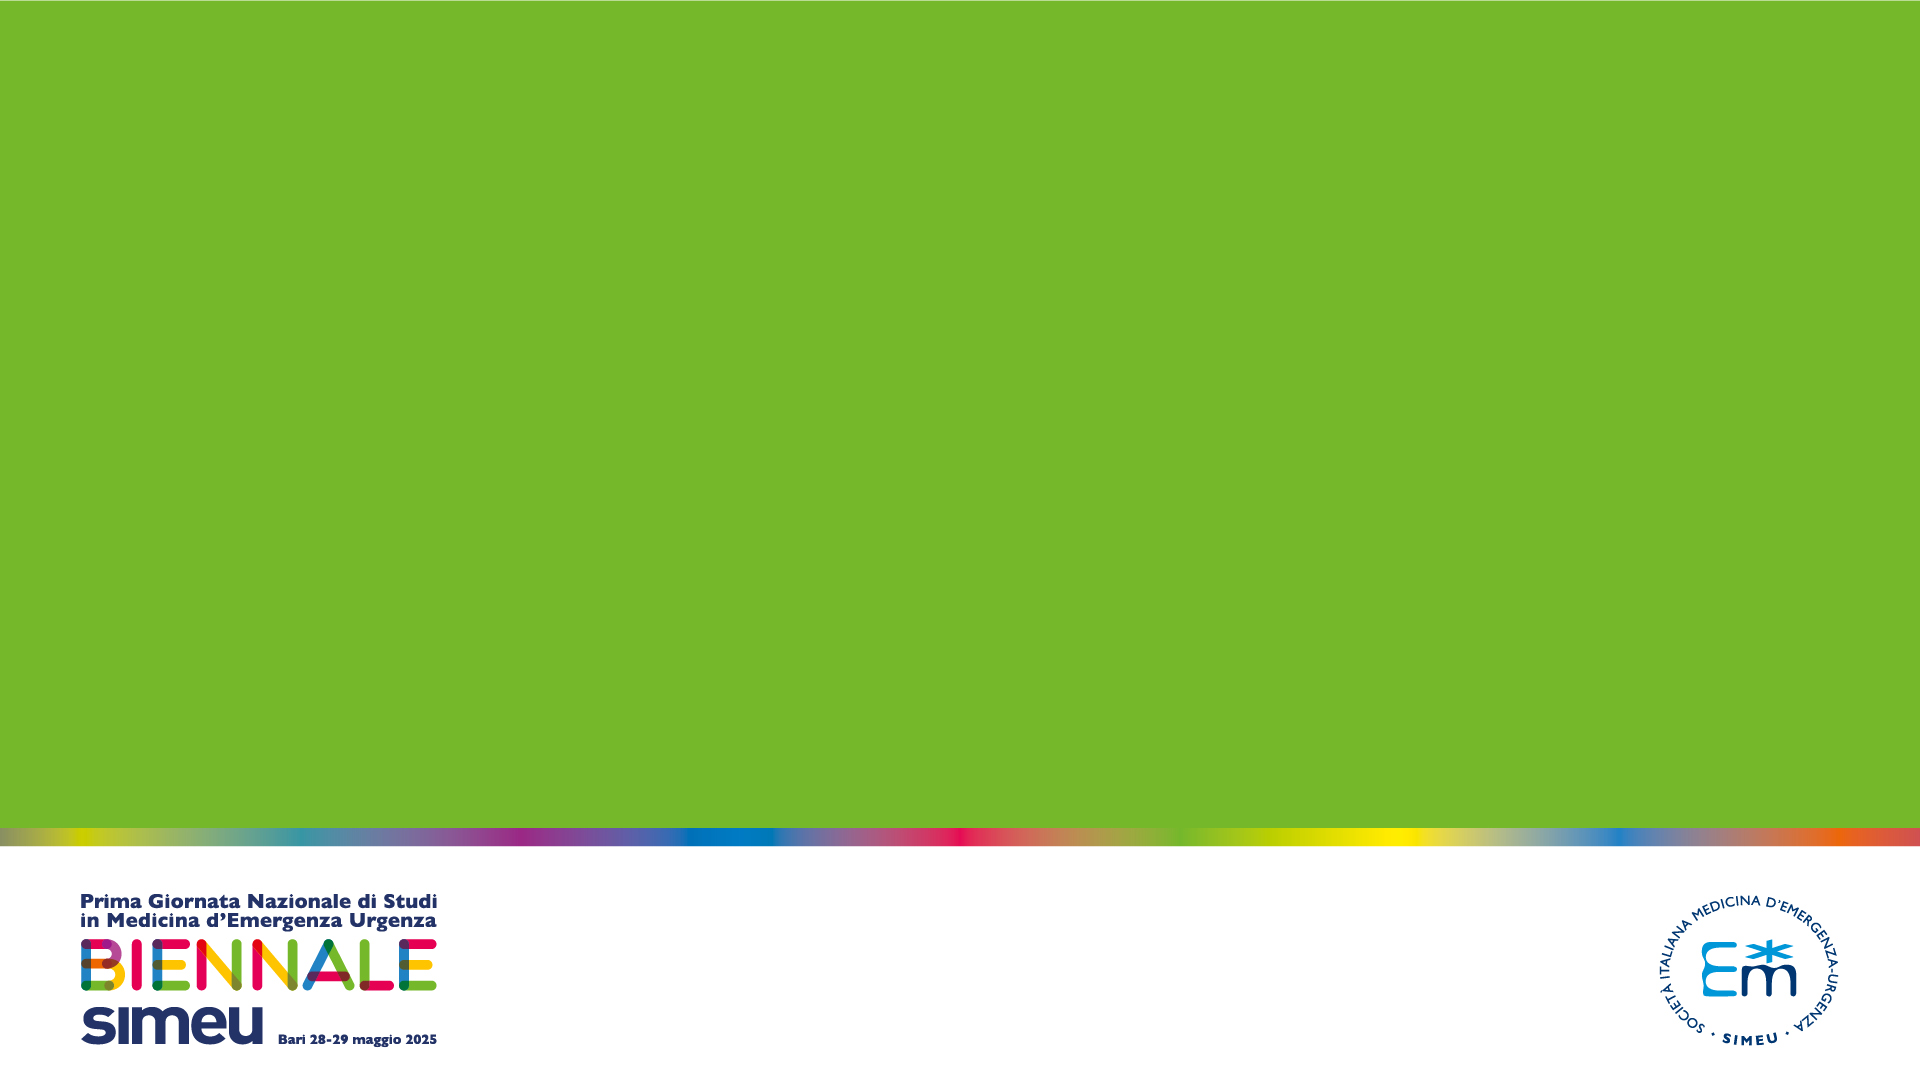 Prima Giornata Nazionale di Studi
in Medicina d'Emergenza Urgenza
BIENNALE
simeu
Bari 28-29 maggio 2025
SOCIETÀ ITALIANA MEDICINA D'EMERGENZA-URGENZA
• SIMEU •
Em